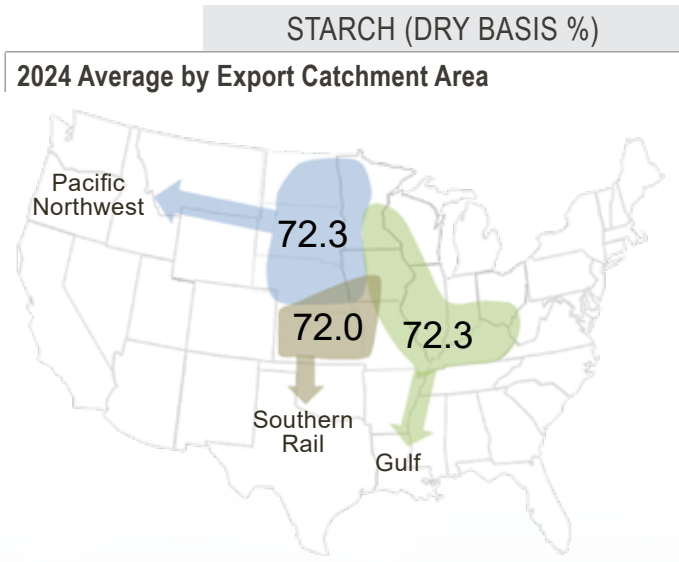 STARCH (DRY BASIS %)
2024 Average by Export Catchment Area
Pacific
Northwest
72.3
72.0
72.3
Southern
Rail
Gulf